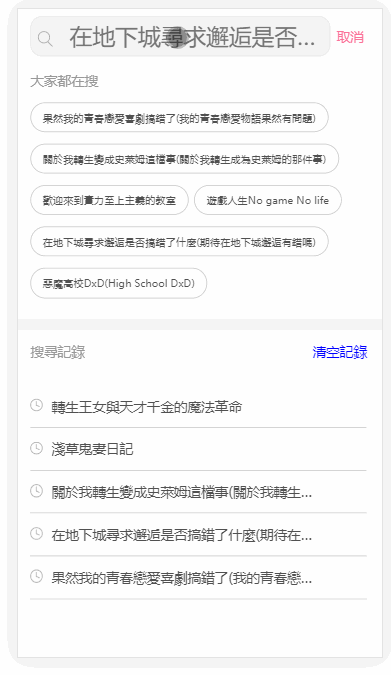 在地下城尋求邂逅是否... 取消
大家都在搜
果然我的青春戀愛喜劇搞錯了(我的青春戀愛物語果然有問題)
關於我轉生變成史萊姆這檔事(關於我轉生成為史萊姆的那件事)
歡迎來到實力至上主義的教室 遊戲人生No game No life
在地下城尋求邂逅是否搞錯了什麼(期待在地下城邂逅有錯嗎)
惡魔高校DxD(High School DxD)
搜尋記錄 清空記錄
轉生王女與天才千金的魔法革命
淺草鬼妻日記
關於我轉生變成史萊姆這檔事(關於我轉生...
在地下城尋求邂逅是否搞錯了什麼(期待在...
果然我的青春戀愛喜劇搞錯了(我的青春戀...